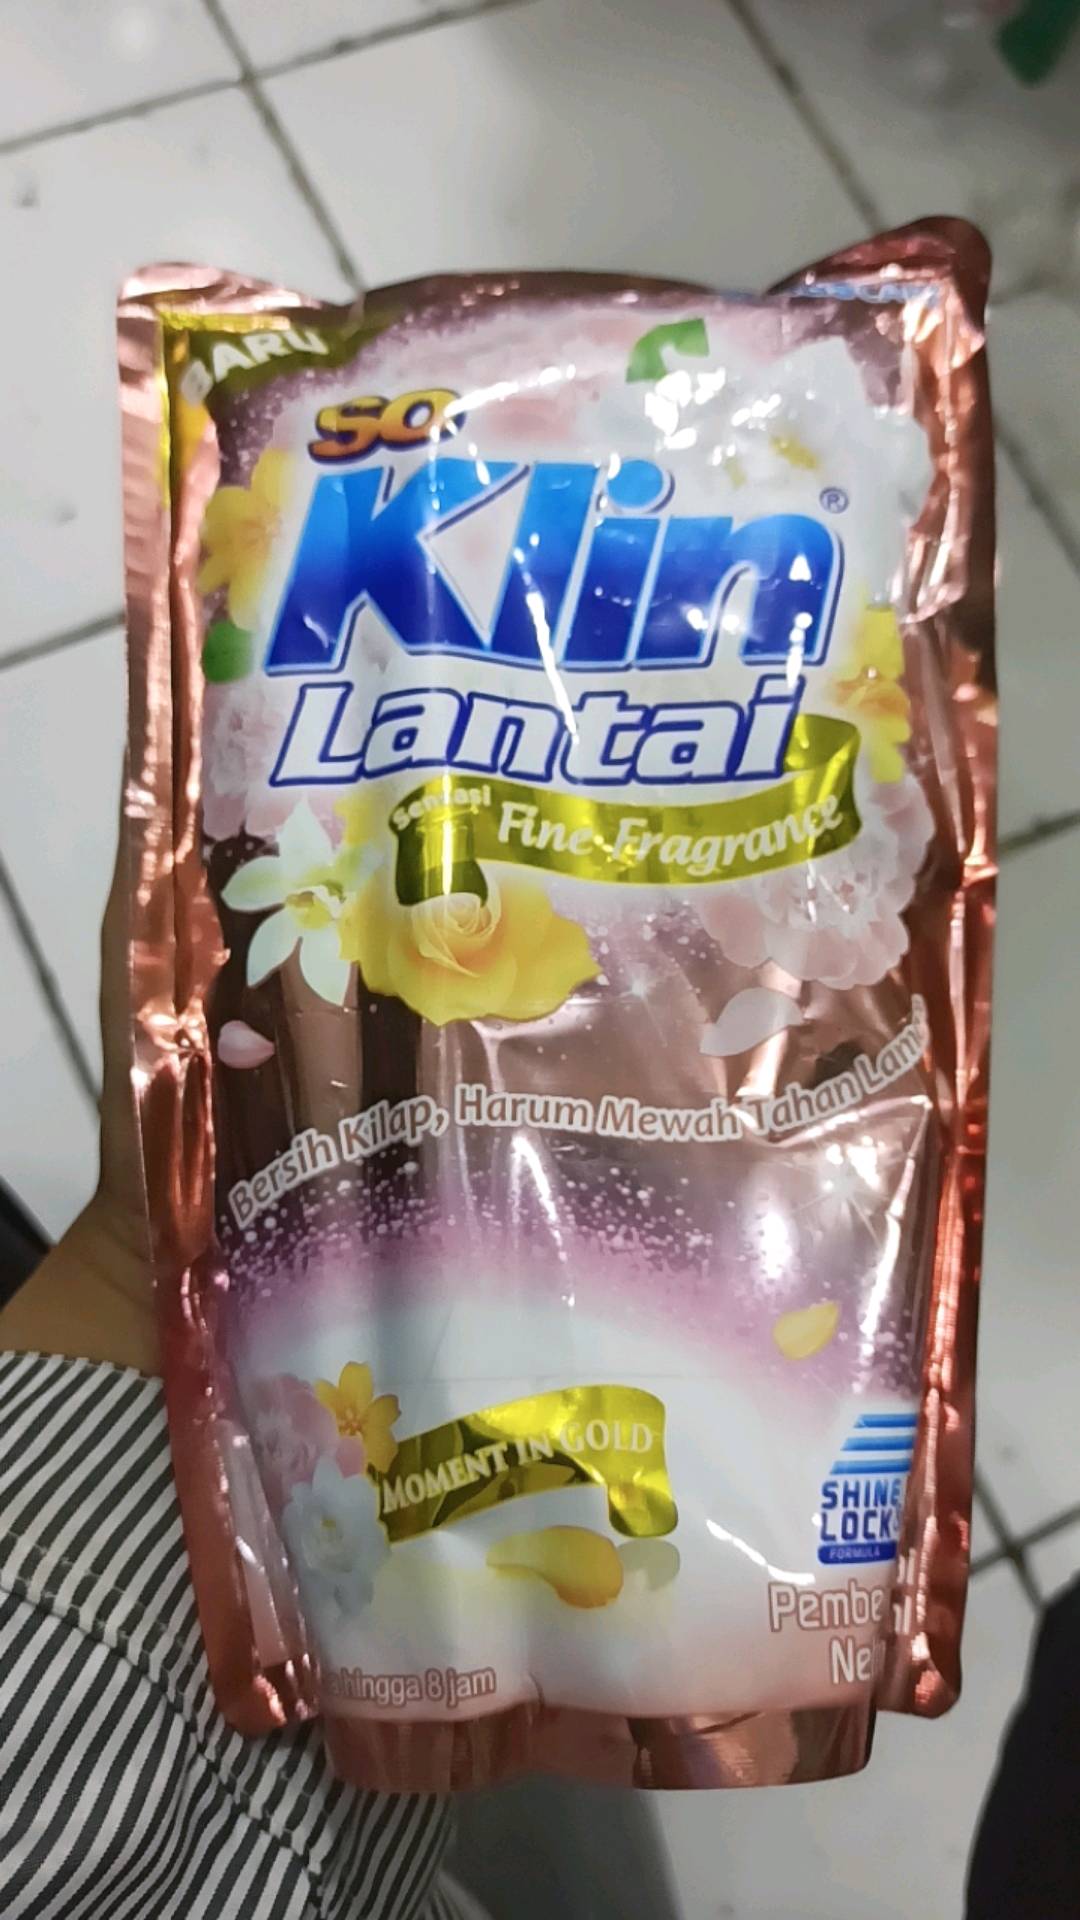 BARU
SO
Klin®
Lantai
Sensasi Fine Fragrance
Bersih Kilap, Harum Mewah Tahan Lama
MOMENT IN GOLD
SHINE
LOCK
FORMULA
hingga 8 jam